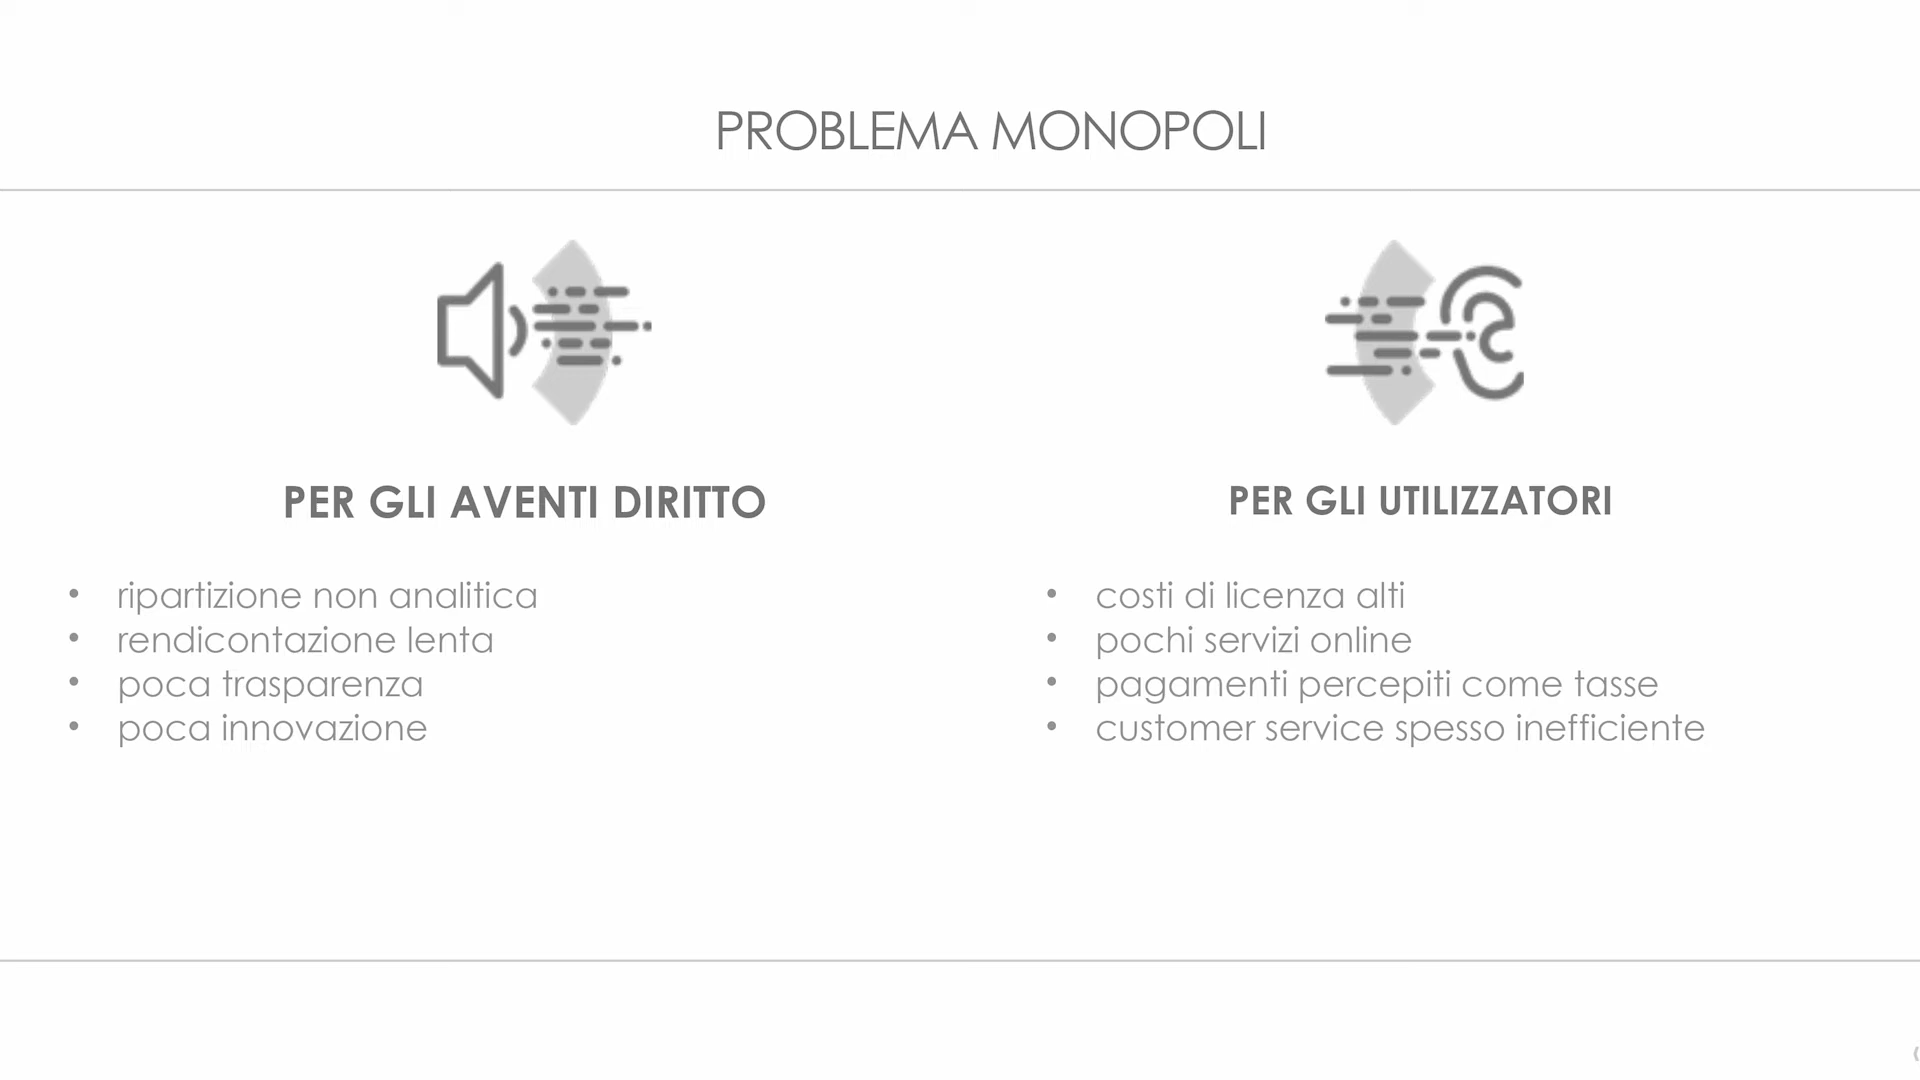 PROBLEMA MONOPOLI
PER GLI AVENTI DIRITTO
• ripartizione non analitica
• rendicontazione lenta
• poca trasparenza
• poca innovazione
PER GLI UTILIZZATORI
• costi di licenza alti
• pochi servizi online
• pagamenti percepiti come tasse
• customer service spesso inefficiente